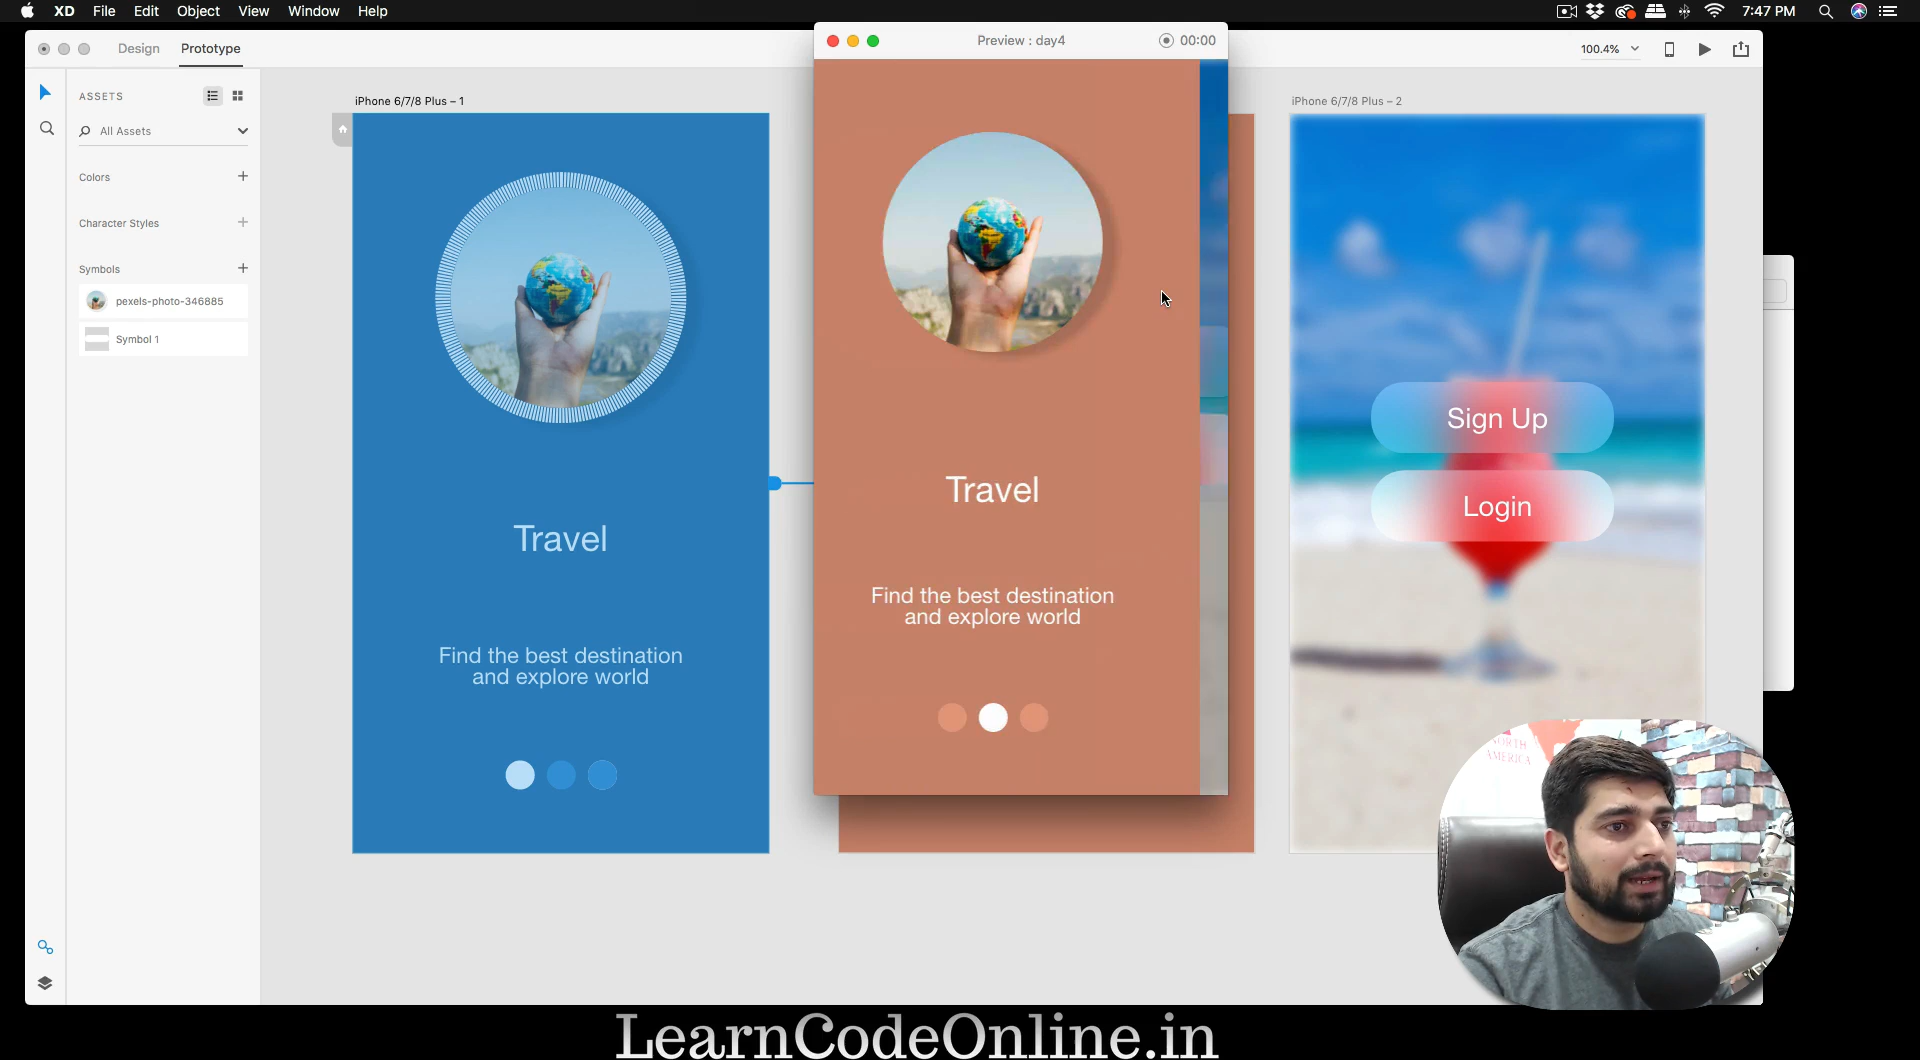 XD File Edit Object View Window Help
7:47 PM
Design Prototype
Preview : day4
00:00
100.4%
ASSETS
All Assets
Colors
Character Styles
Symbols
pexels-photo-346885
Symbol 1
iPhone 6/7/8 Plus – 1
Travel
Find the best destination
and explore world
Travel
Find the best destination
and explore world
iPhone 6/7/8 Plus – 2
Sign Up
Login
NORTH
AMERICA
LearnCodeOnline.in